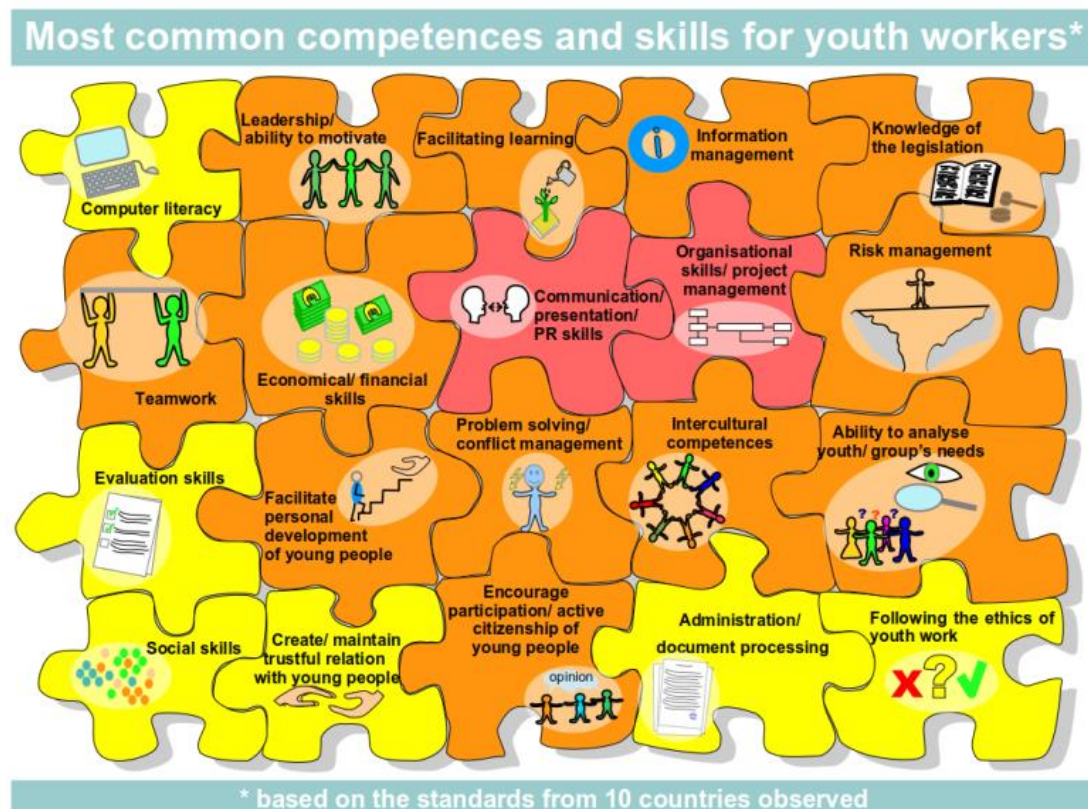 Most common competences and skills for youth workers*
Computer literacy
Leadership/
ability to motivate
Facilitating learning
i
Information
management
Knowledge of
the legislation
Teamwork
Economical/ financial
skills
Communication/
presentation/
PR skills
Organisational
skills/ project
management
Risk management
Evaluation skills
Facilitate
personal
development
of young people
Problem solving/
conflict management
Intercultural
competences
Ability to analyse
youth/ group's needs
? ? ?
Social skills
Create/ maintain
trustful relation
with young people
Encourage
participation/ active
citizenship of
young people
opinion
Administration/
document processing
Following the ethics of
youth work
?
* based on the standards from 10 countries observed